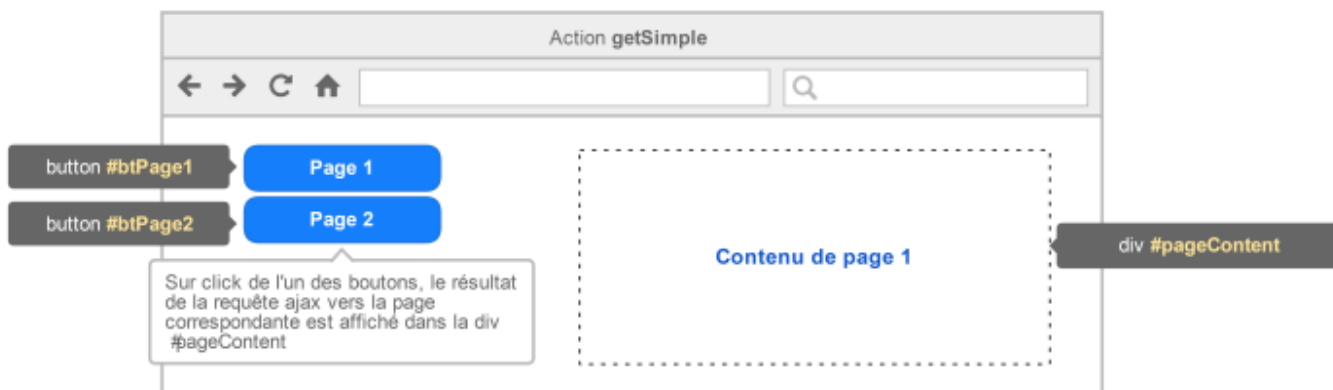 Action getSimple
button #btPage1
Page 1
button #btPage2
Page 2
Sur click de l'un des boutons, le résultat
de la requête ajax vers la page
correspondante est affiché dans la div
#pageContent
Contenu de page 1
div #pageContent